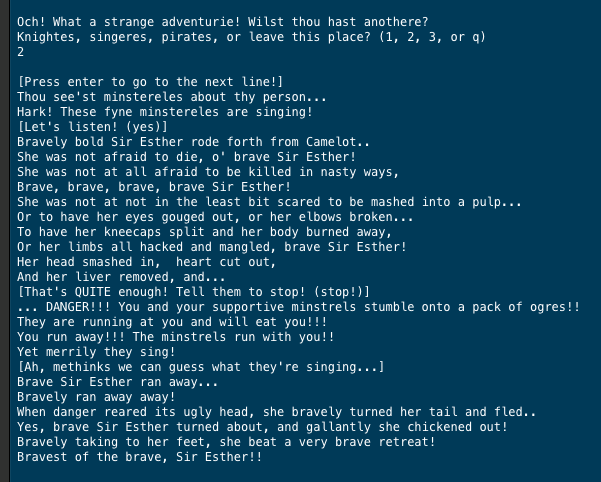 Och! What a strange adventurie! Wilst thou hast anothere?
Knightes, singeres, pirates, or leave this place? (1, 2, 3, or q)
2
[Press enter to go to the next line!]
Thou see'st minstereles about thy person...
Hark! These fyne minstereles are singing!
[Let's listen! (yes)]
Bravely bold Sir Esther rode forth from Camelot..
She was not afraid to die, o' brave Sir Esther!
She was not at all afraid to be killed in nasty ways,
Brave, brave, brave, brave Sir Esther!
She was not at not in the least bit scared to be mashed into a pulp...
Or to have her eyes gouged out, or her elbows broken...
To have her kneecaps split and her body burned away,
Or her limbs all hacked and mangled, brave Sir Esther!
Her head smashed in,  heart cut out,
And her liver removed, and...
[That's QUITE enough! Tell them to stop! (stop!)]
... DANGER!!! You and your supportive minstrels stumble onto a pack of ogres!!
They are running at you and will eat you!!!
You run away!!! The minstrels run with you!!
Yet merrily they sing!
[Ah, methinks we can guess what they're singing...]
Brave Sir Esther ran away...
Bravely ran away away!
When danger reared its ugly head, she bravely turned her tail and fled..
Yes, brave Sir Esther turned about, and gallantly she chickened out!
Bravely taking to her feet, she beat a very brave retreat!
Bravest of the brave, Sir Esther!!